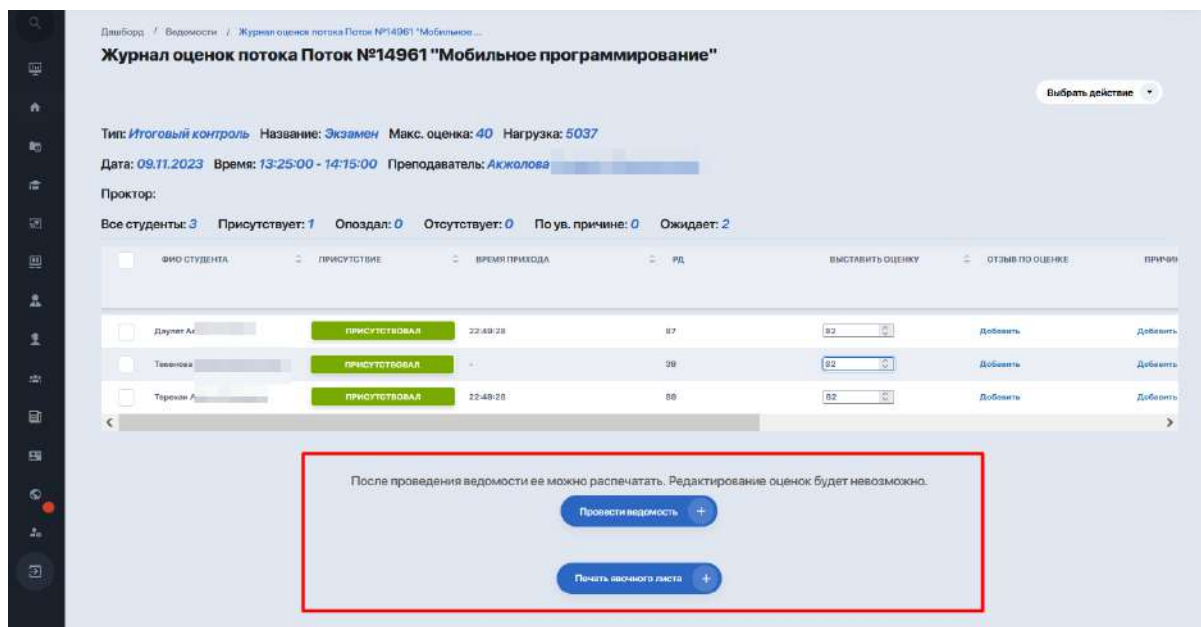 Дашборд / Ведомости / Журнал оценок потока Поток №14961 "Мобильное ...
Журнал оценок потока Поток №14961 "Мобильное программирование"
Выбрать действие
Тип: Итоговый контроль Название: Экзамен Макс. оценка: 40 Нагрузка: 5037
Дата: 09.11.2023 Время: 13:25:00 - 14:15:00 Преподаватель: Акжолова
Проктор:
Все студенты: 3 Присутствует: 1 Опоздал: 0 Отсутствует: 0 По ув. причине: 0 Ожидает: 2
ФИО СТУДЕНТА ПРИСУТСТВИЕ ВРЕМЯ ПРИХОДА РД ВЫСТАВИТЬ ОЦЕНКУ ОТЗЫВ ПО ОЦЕНКЕ
Даулет ПРИСУТСТВОВАЛ 22:49:28 87 82 Добавить Добавить
ПРИСУТСТВОВАЛ - 39 82 Добавить Добавить
ПРИСУТСТВОВАЛ 22:48:28 88 82 Добавить Добавить
После проведения ведомости ее можно распечатать. Редактирование оценок будет невозможно.
Провести ведомость +
Печать явочного листа +